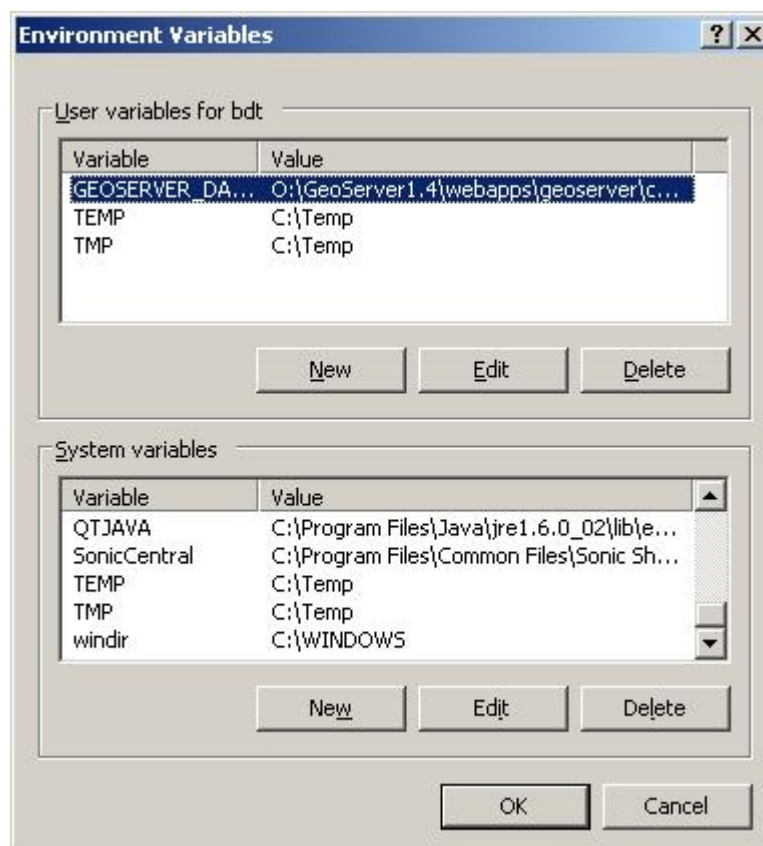 Environment Variables
User variables for bdt
Variable Value
GEOSERVER_DA... O:\GeoServer1.4\webapps\geoserver\c...
TEMP C:\Temp
TMP C:\Temp
New Edit Delete
System variables
Variable Value
QTJAVA C:\Program Files\Java\jre1.6.0_02\lib\e...
SonicCentral C:\Program Files\Common Files\Sonic Sh...
TEMP C:\Temp
TMP C:\Temp
windir C:\WINDOWS
New Edit Delete
OK Cancel